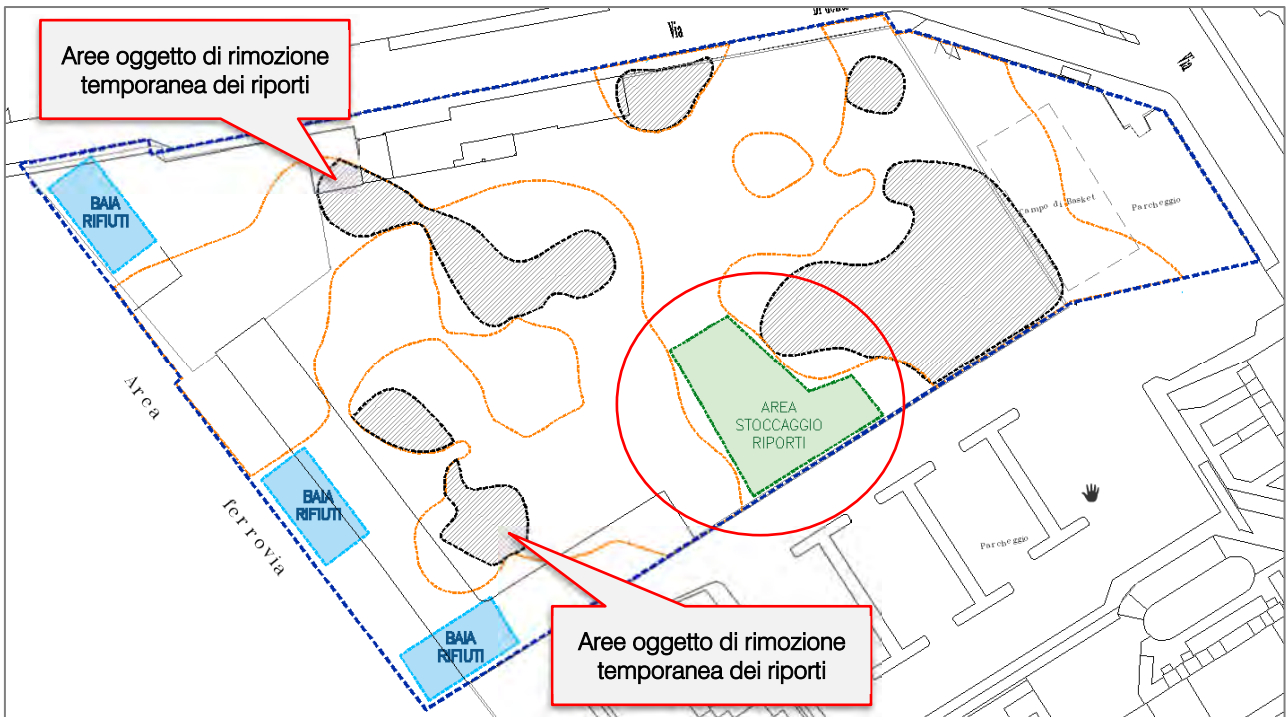 Aree oggetto di rimozione
temporanea dei riporti
Via
BAIA
RIFIUTI
Campo di Basket
Parcheggio
AREA
STOCCAGGIO
RIPORTI
Area
ferrovia
BAIA
RIFIUTI
Parcheggio
BAIA
RIFIUTI
Aree oggetto di rimozione
temporanea dei riporti